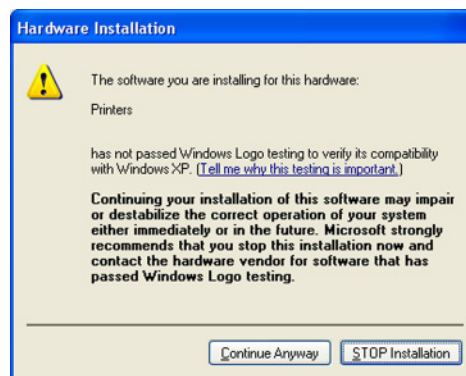 Hardware Installation
The software you are installing for this hardware:
Printers
has not passed Windows Logo testing to verify its compatibility
with Windows XP. (Tell me why this testing is important.)
Continuing your installation of this software may impair
or destabilize the correct operation of your system
either immediately or in the future. Microsoft strongly
recommends that you stop this installation now and
contact the hardware vendor for software that has
passed Windows Logo testing.
Continue Anyway STOP Installation